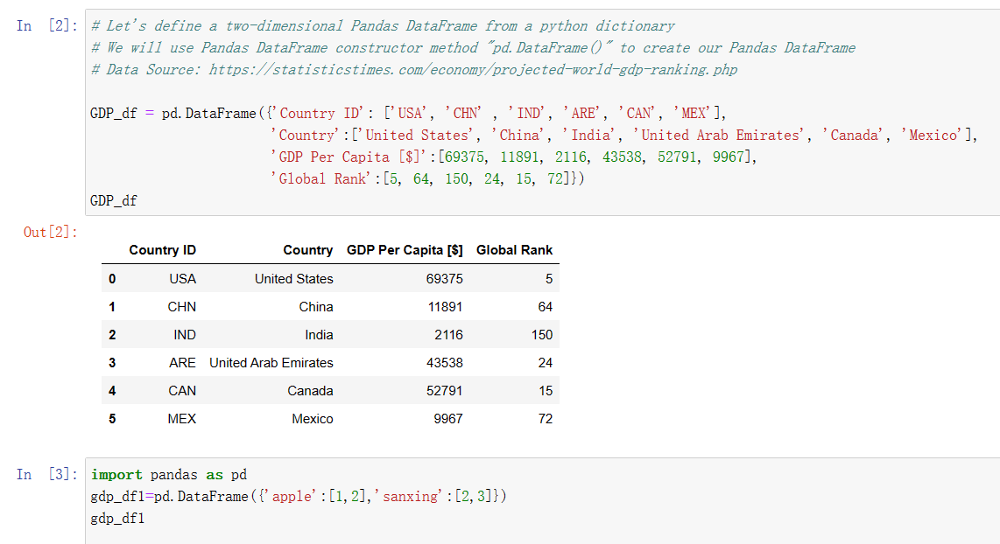 In [2]:
# Let's define a two-dimensional Pandas DataFrame from a python dictionary
# We will use Pandas DataFrame constructor method "pd.DataFrame()" to create our Pandas DataFrame
# Data Source: https://statisticstimes.com/economy/projected-world-gdp-ranking.php
GDP_df = pd.DataFrame({'Country ID': ['USA', 'CHN' , 'IND', 'ARE', 'CAN', 'MEX'],
'Country':['United States', 'China', 'India', 'United Arab Emirates', 'Canada', 'Mexico'],
'GDP Per Capita [$]':[69375, 11891, 2116, 43538, 52791, 9967],
'Global Rank':[5, 64, 150, 24, 15, 72]})
GDP_df
Out[2]:
Country ID Country GDP Per Capita [$] Global Rank
0 USA United States 69375 5
1 CHN China 11891 64
2 IND India 2116 150
3 ARE United Arab Emirates 43538 24
4 CAN Canada 52791 15
5 MEX Mexico 9967 72
In [3]:
import pandas as pd
gdp_df1=pd.DataFrame({'apple':[1,2],'sanxing':[2,3]})
gdp_df1